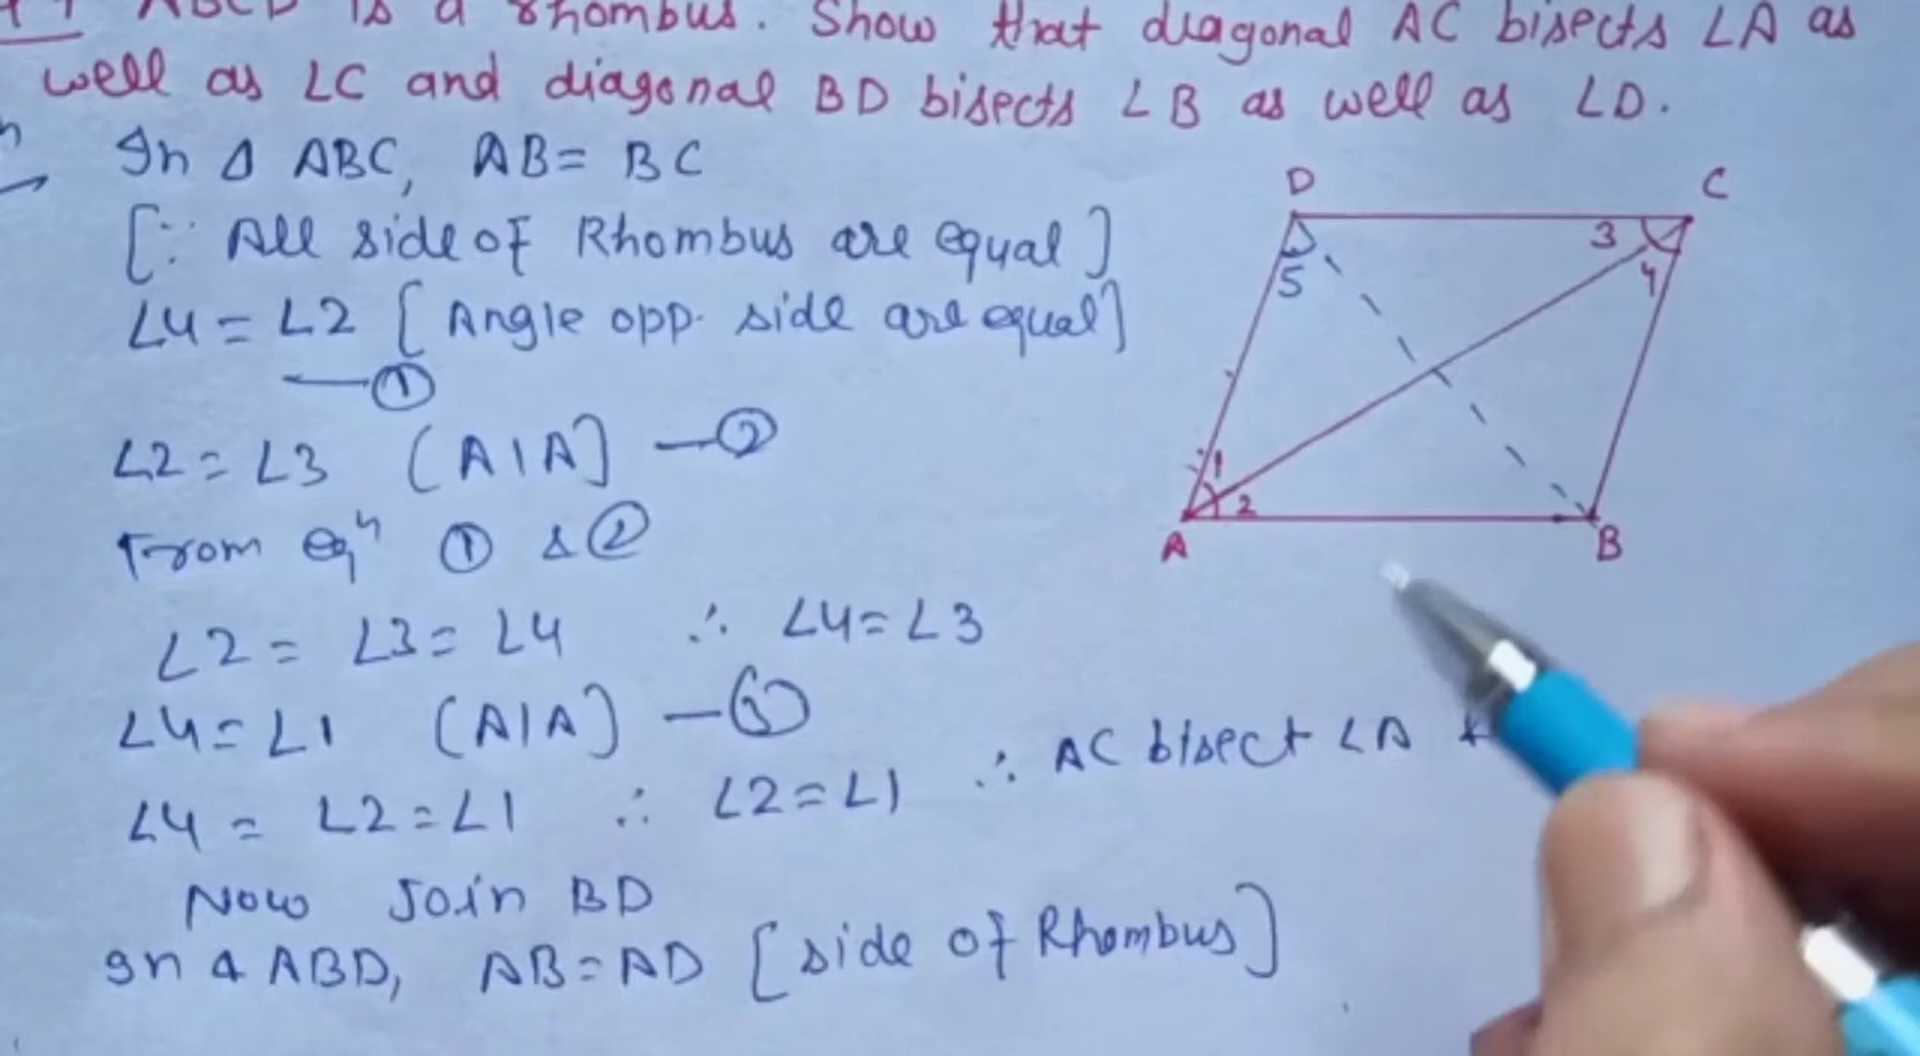 ABCD is a rhombus. Show that diagonal AC bisects ∠A as
well as ∠C and diagonal BD bisects ∠B as well as ∠D.
In Δ ABC, AB = BC
[∵ All side of Rhombus are equal]
∠4 = ∠2 [Angle opp. side are equal]
—①
∠2 = ∠3 (AIA] —②
From eqⁿ ① & ②
∠2 = ∠3 = ∠4 ∴ ∠4 = ∠3
∠4 = ∠1 (AIA] —③
∠4 = ∠2 = ∠1 ∴ ∠2 = ∠1 ∴ AC bisect ∠A
Now Join BD
In Δ ABD, AB = AD [side of Rhombus]
D C
3
5 4
1
2
A B